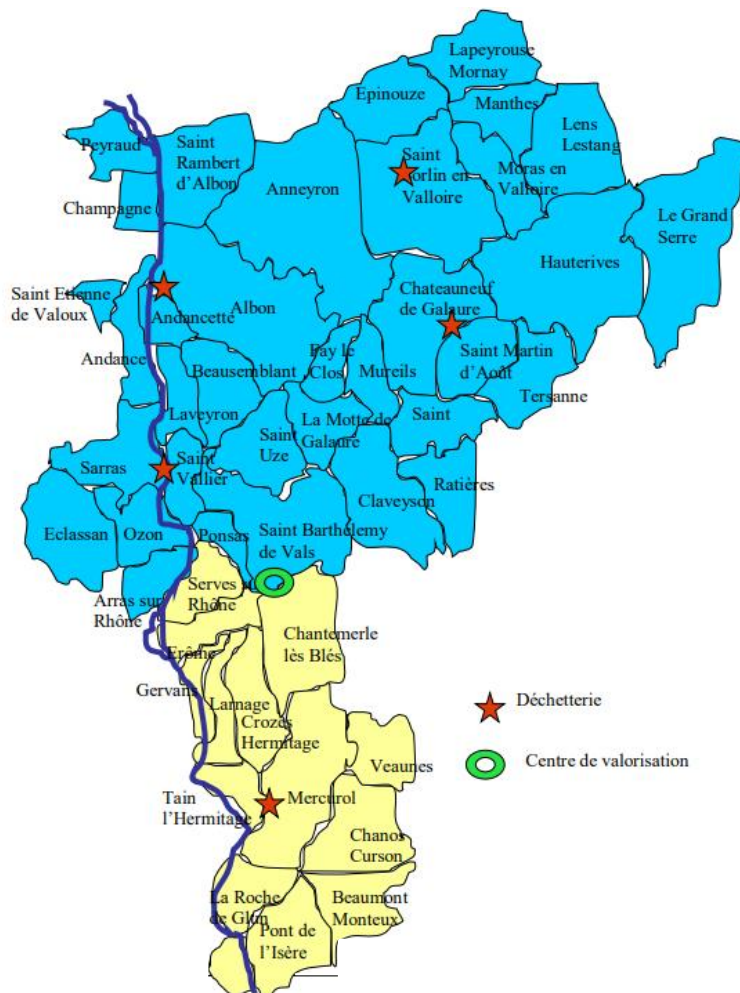 Lapeyrouse
Mornay
Epinouze
Manthes
Lens
Lestang
Peyraud
Saint
Rambert
d'Albon
Saint
Sorlin en
Valloire
Moras en
Valloire
Anneyron
Champagne
Le Grand
Serre
Hauterives
Saint Etienne
de Valoux
Andancette
Albon
Chateauneuf
de Galaure
Andance
Beausemblant
Fay le
Clos
Mureils
Saint Martin
d'Août
Tersanne
Laveyron
La Motte de
Galaure
Saint
Saint
Uze
Sarras
Saint
Vallier
Claveyson
Ratières
Eclassan
Ozon
Ponsas
Saint Barthélemy
de Vals
Serves sur
Rhône
Arras sur
Rhône
Chantemerle
lès Blés
Erôme
Gervans
Larnage
Crozes
Hermitage
Déchetterie
Veaunes
Centre de valorisation
Tain
l'Hermitage
Mercurol
Chanos
Curson
La Roche
de Glun
Beaumont
Monteux
Pont de
l'Isère